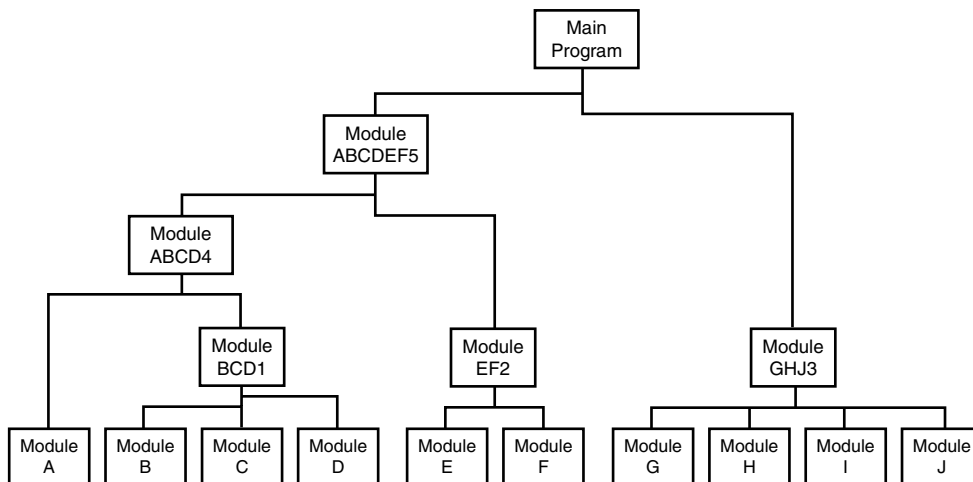 Main
Program
Module
ABCDEF5
Module
ABCD4
Module
BCD1
Module
EF2
Module
GHJ3
Module
A
Module
B
Module
C
Module
D
Module
E
Module
F
Module
G
Module
H
Module
I
Module
J